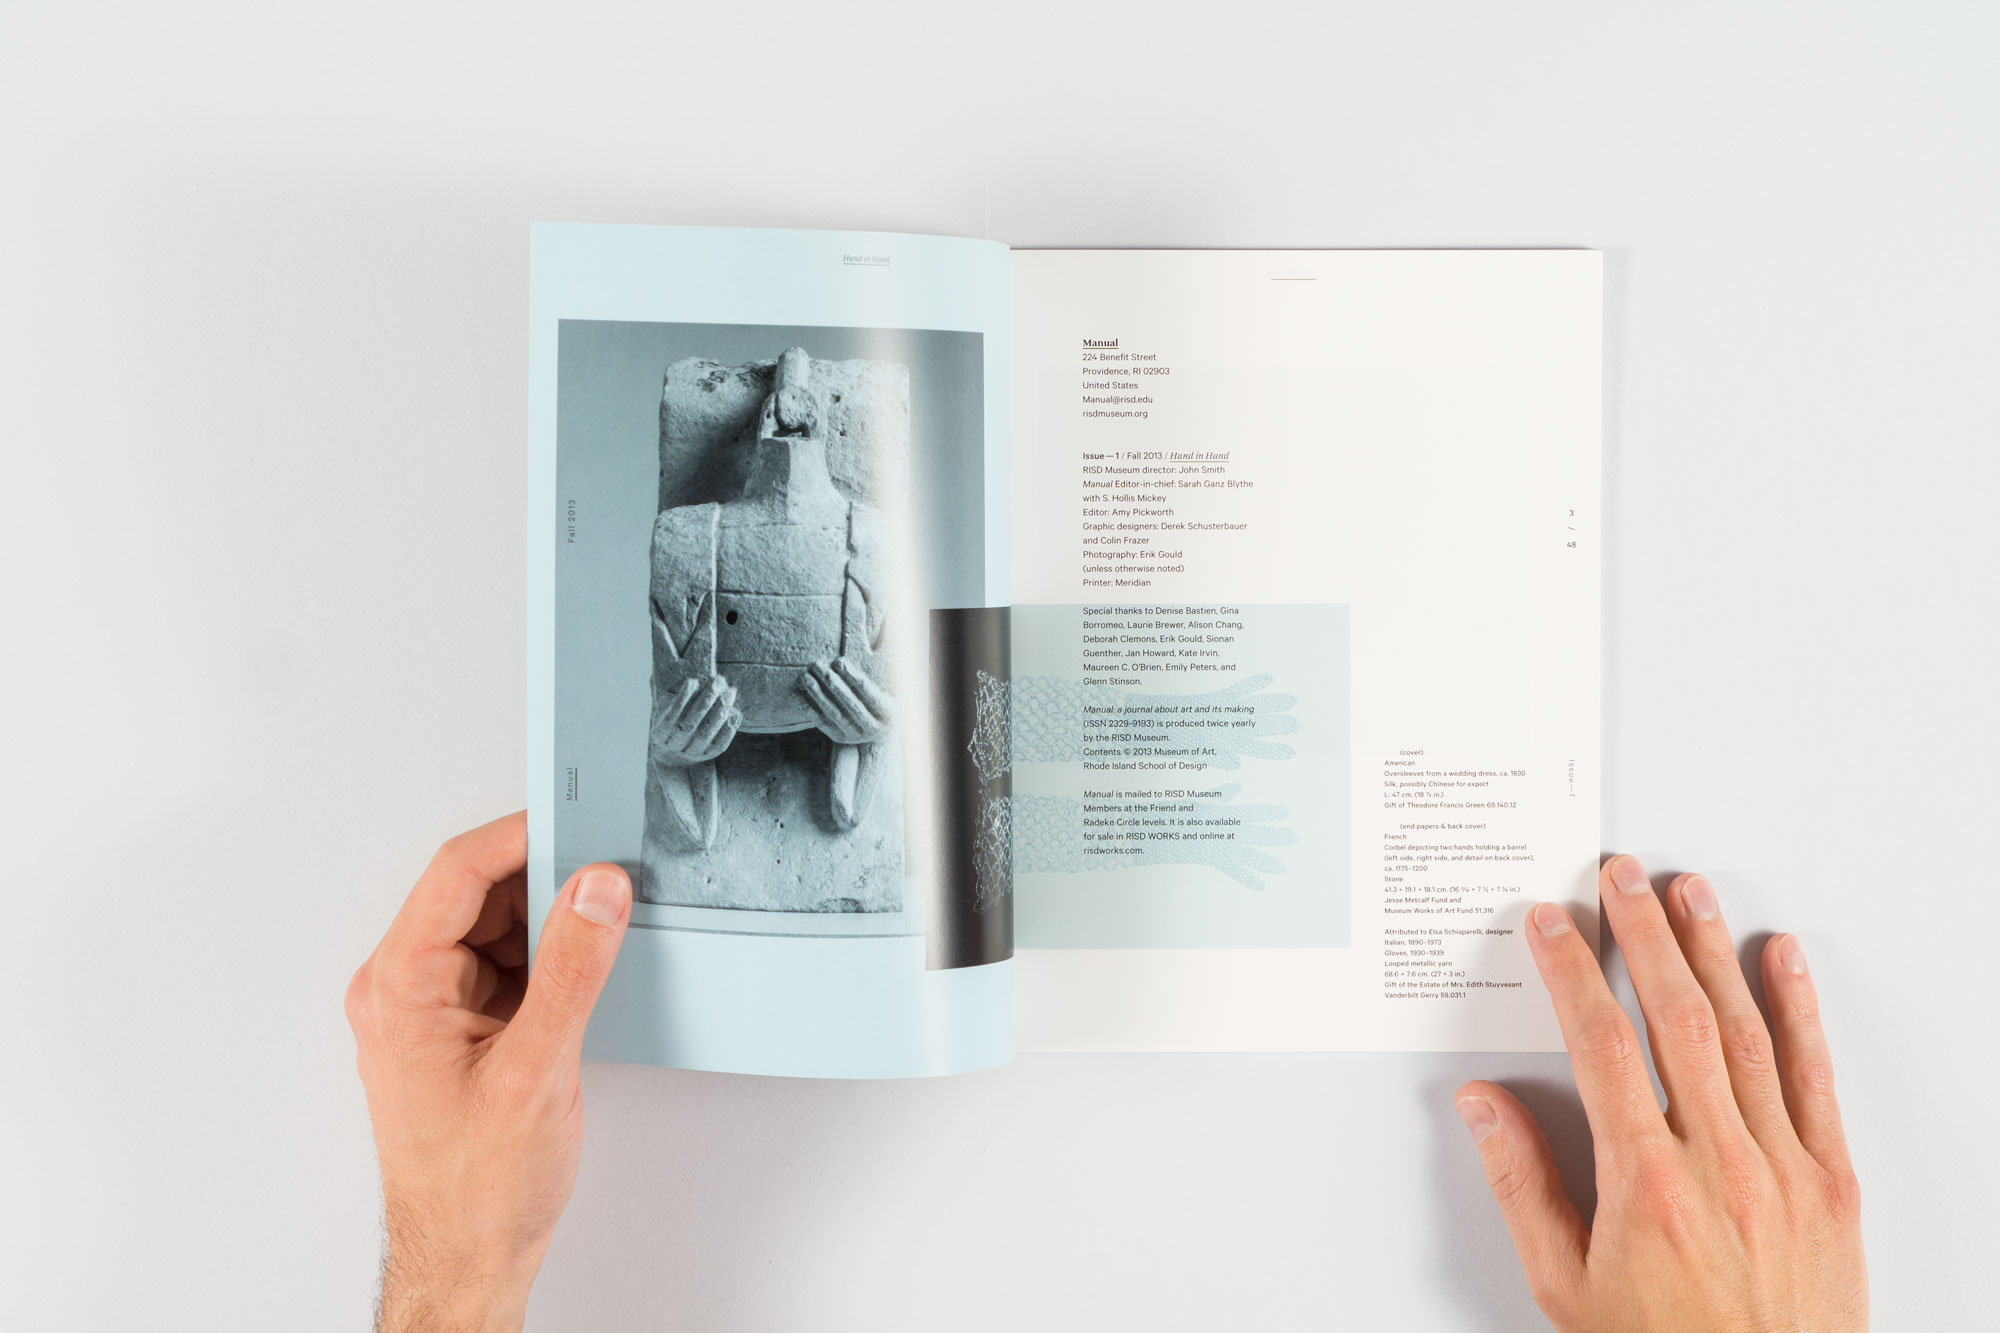 Hand in Hand
Fall 2013
Manual
Manual
224 Benefit Street
Providence, RI 02903
United States
Manual@risd.edu
risdmuseum.org
Issue—1 / Fall 2013 / Hand in Hand
RISD Museum director: John Smith
Manual Editor-in-chief: Sarah Ganz Blythe
with S. Hollis Mickey
Editor: Amy Pickworth
Graphic designers: Derek Schusterbauer
and Colin Frazer
Photography: Erik Gould
(unless otherwise noted)
Printer: Meridian
Special thanks to Denise Bastien, Gina
Borromeo, Laurie Brewer, Alison Chang,
Deborah Clemons, Erik Gould, Sionan
Guenther, Jan Howard, Kate Irvin,
Maureen C. O'Brien, Emily Peters, and
Glenn Stinson.
Manual: a journal about art and its making
(ISSN 2329-9193) is produced twice yearly
by the RISD Museum.
Contents © 2013 Museum of Art,
Rhode Island School of Design
Manual is mailed to RISD Museum
Members at the Friend and
Radeke Circle levels. It is also available
for sale in RISD WORKS and online at
risdworks.com.
3
/
48
Issue—1
(cover)
American
Oversleeves from a wedding dress, ca. 1830
Silk, possibly Chinese for export
L: 47 cm. (18 ½ in.)
Gift of Theodore Francis Green 69.140.12
(end papers & back cover)
French
Corbel depicting two hands holding a barrel
(left side, right side, and detail on back cover),
ca. 1175–1200
Stone
41.3 × 19.1 × 18.1 cm. (16 × 7 ½ × 7 in.)
Jesse Metcalf Fund and
Museum Works of Art Fund 51.316
Attributed to Elsa Schiaparelli, designer
Italian, 1890–1973
Gloves, 1930–1939
Looped metallic yarn
68.6 × 7.6 cm. (27 × 3 in.)
Gift of the Estate of Mrs. Edith Stuyvesant
Vanderbilt Gerry 59.031.1